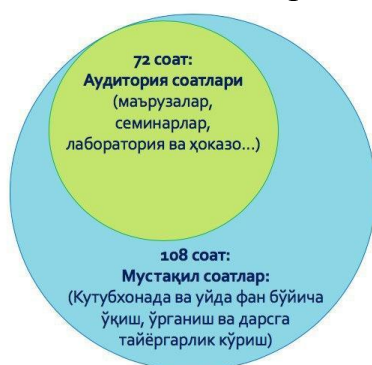 72 соат:
Аудитория соатлари
(маърузалар,
семинарлар,
лаборатория ва ҳоказо...)
108 соат:
Мустақил соатлар:
(Кутубхонада ва уйда фан бўйича
ўқиш, ўрганиш ва дарсга
тайёргарлик кўриш)